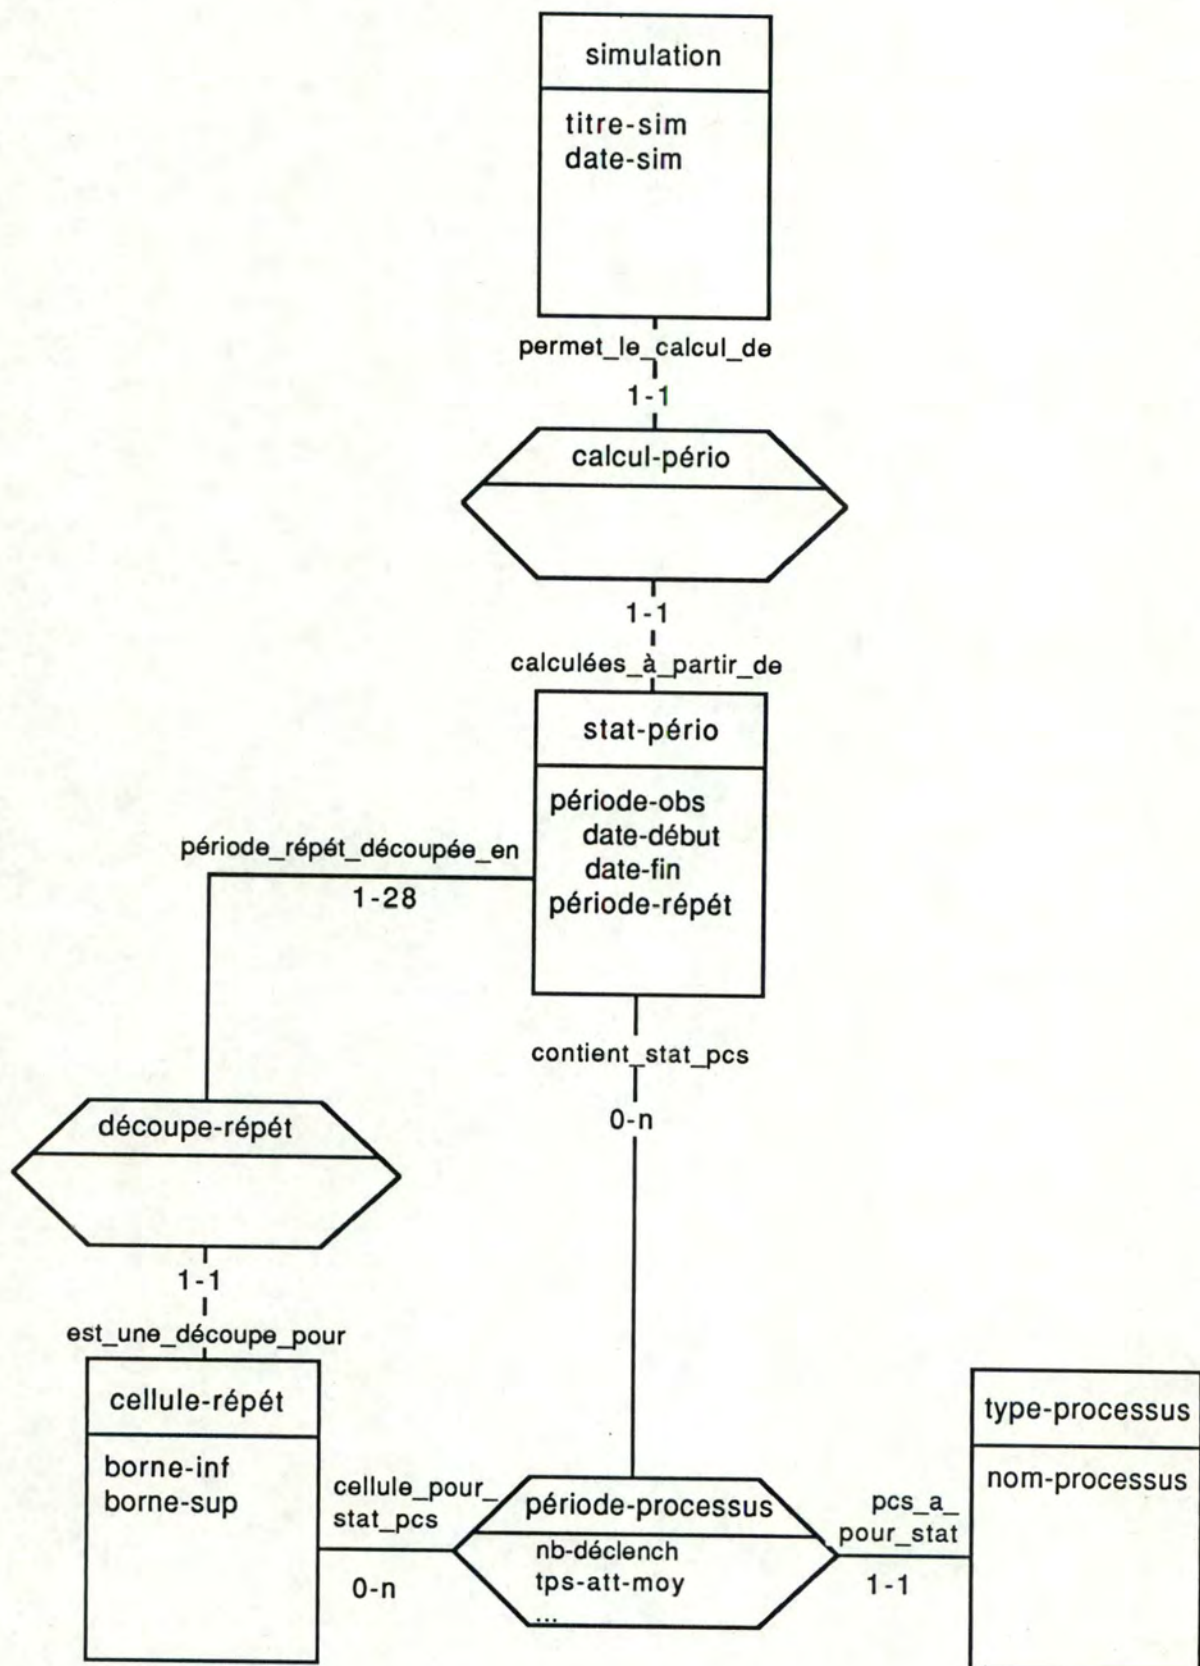 simulation
titre-sim
date-sim
permet_le_calcul_de
1-1
calcul-pério
1-1
calculées_à_partir_de
stat-pério
période-obs
date-début
date-fin
période-répét
période_répét_découpée_en
1-28
contient_stat_pcs
0-n
découpe-répét
1-1
est_une_découpe_pour
cellule-répét
borne-inf
borne-sup
cellule_pour_
stat_pcs
0-n
période-processus
nb-déclench
tps-att-moy
...
pcs_a_
pour_stat
1-1
type-processus
nom-processus